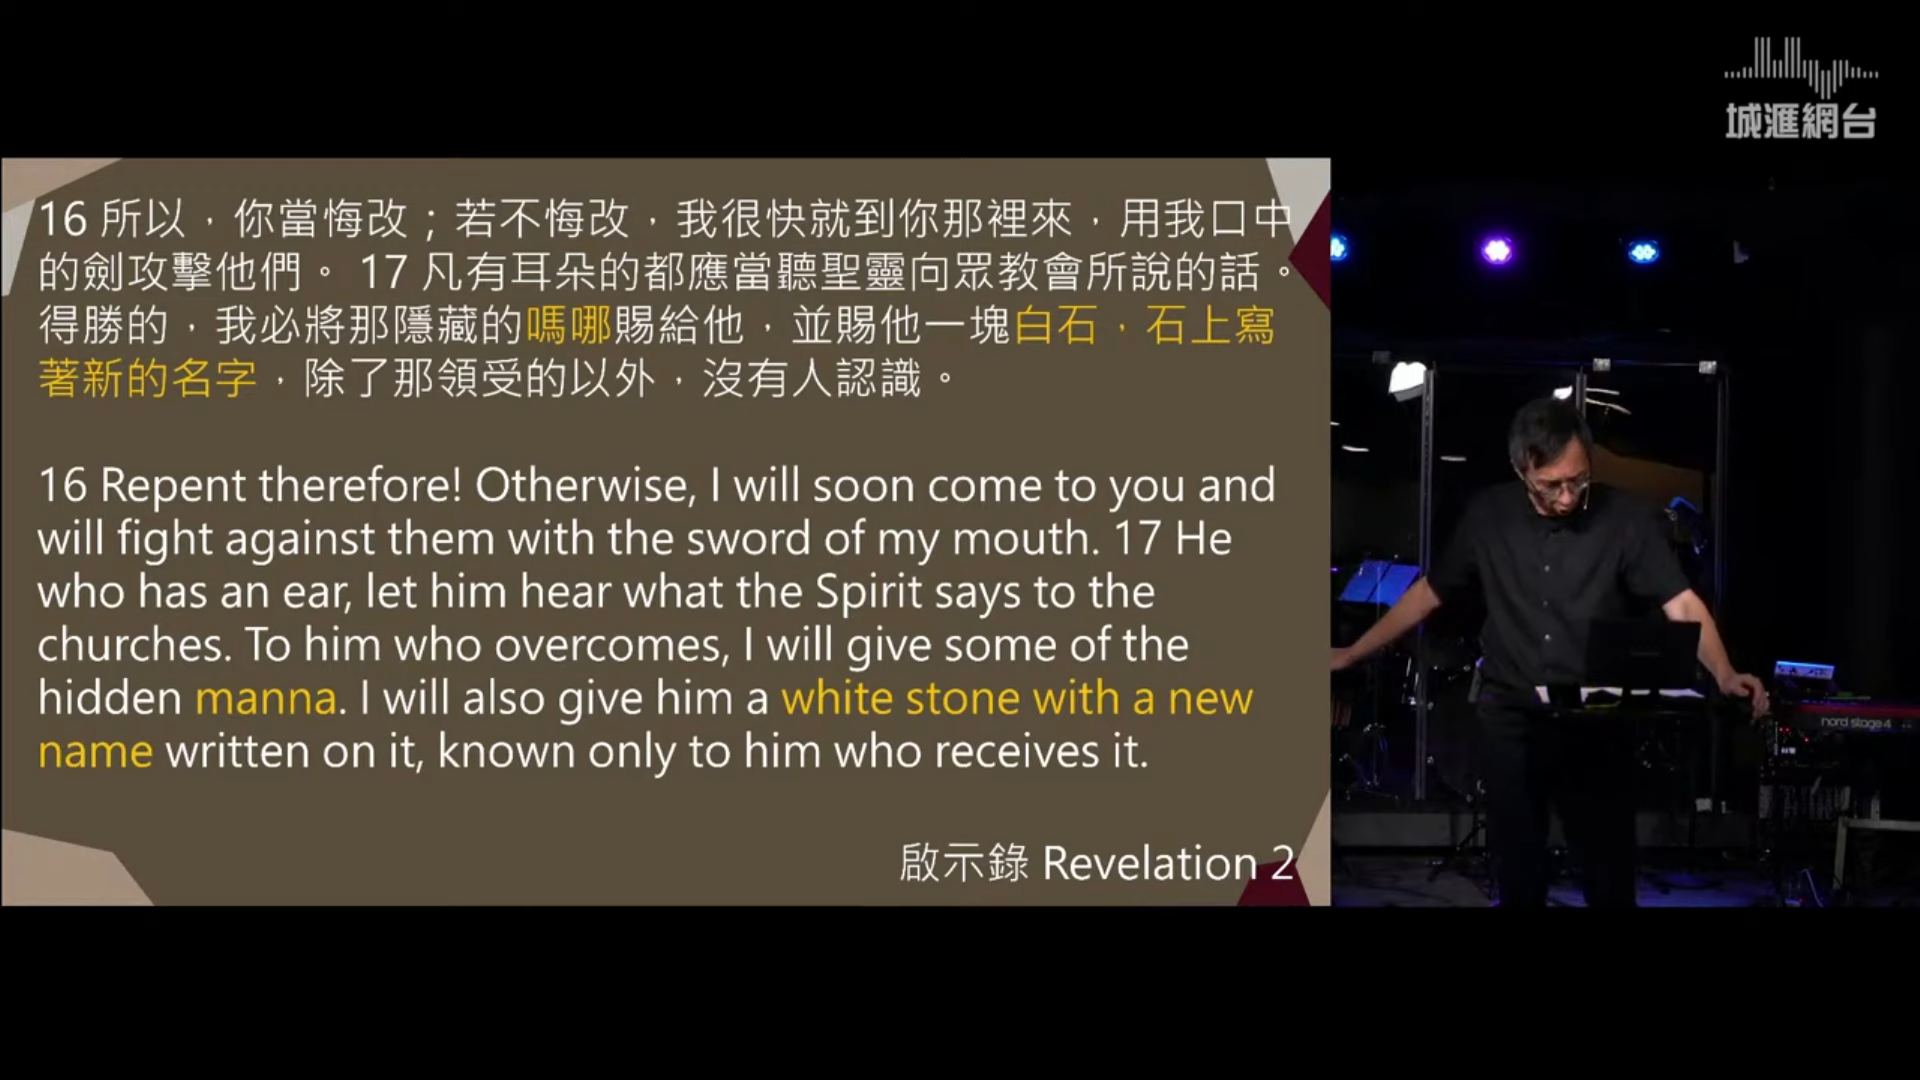 城滙網台
16 所以，你當悔改；若不悔改，我很快就到你那裡來，用我口中
的劍攻擊他們。 17 凡有耳朵的都應當聽聖靈向眾教會所說的話。
得勝的，我必將那隱藏的嗎哪賜給他，並賜他一塊白石，石上寫
著新的名字，除了那領受的以外，沒有人認識。
16 Repent therefore! Otherwise, I will soon come to you and
will fight against them with the sword of my mouth. 17 He
who has an ear, let him hear what the Spirit says to the
churches. To him who overcomes, I will give some of the
hidden manna. I will also give him a white stone with a new
name written on it, known only to him who receives it.
啟示錄 Revelation 2
nord stage 4